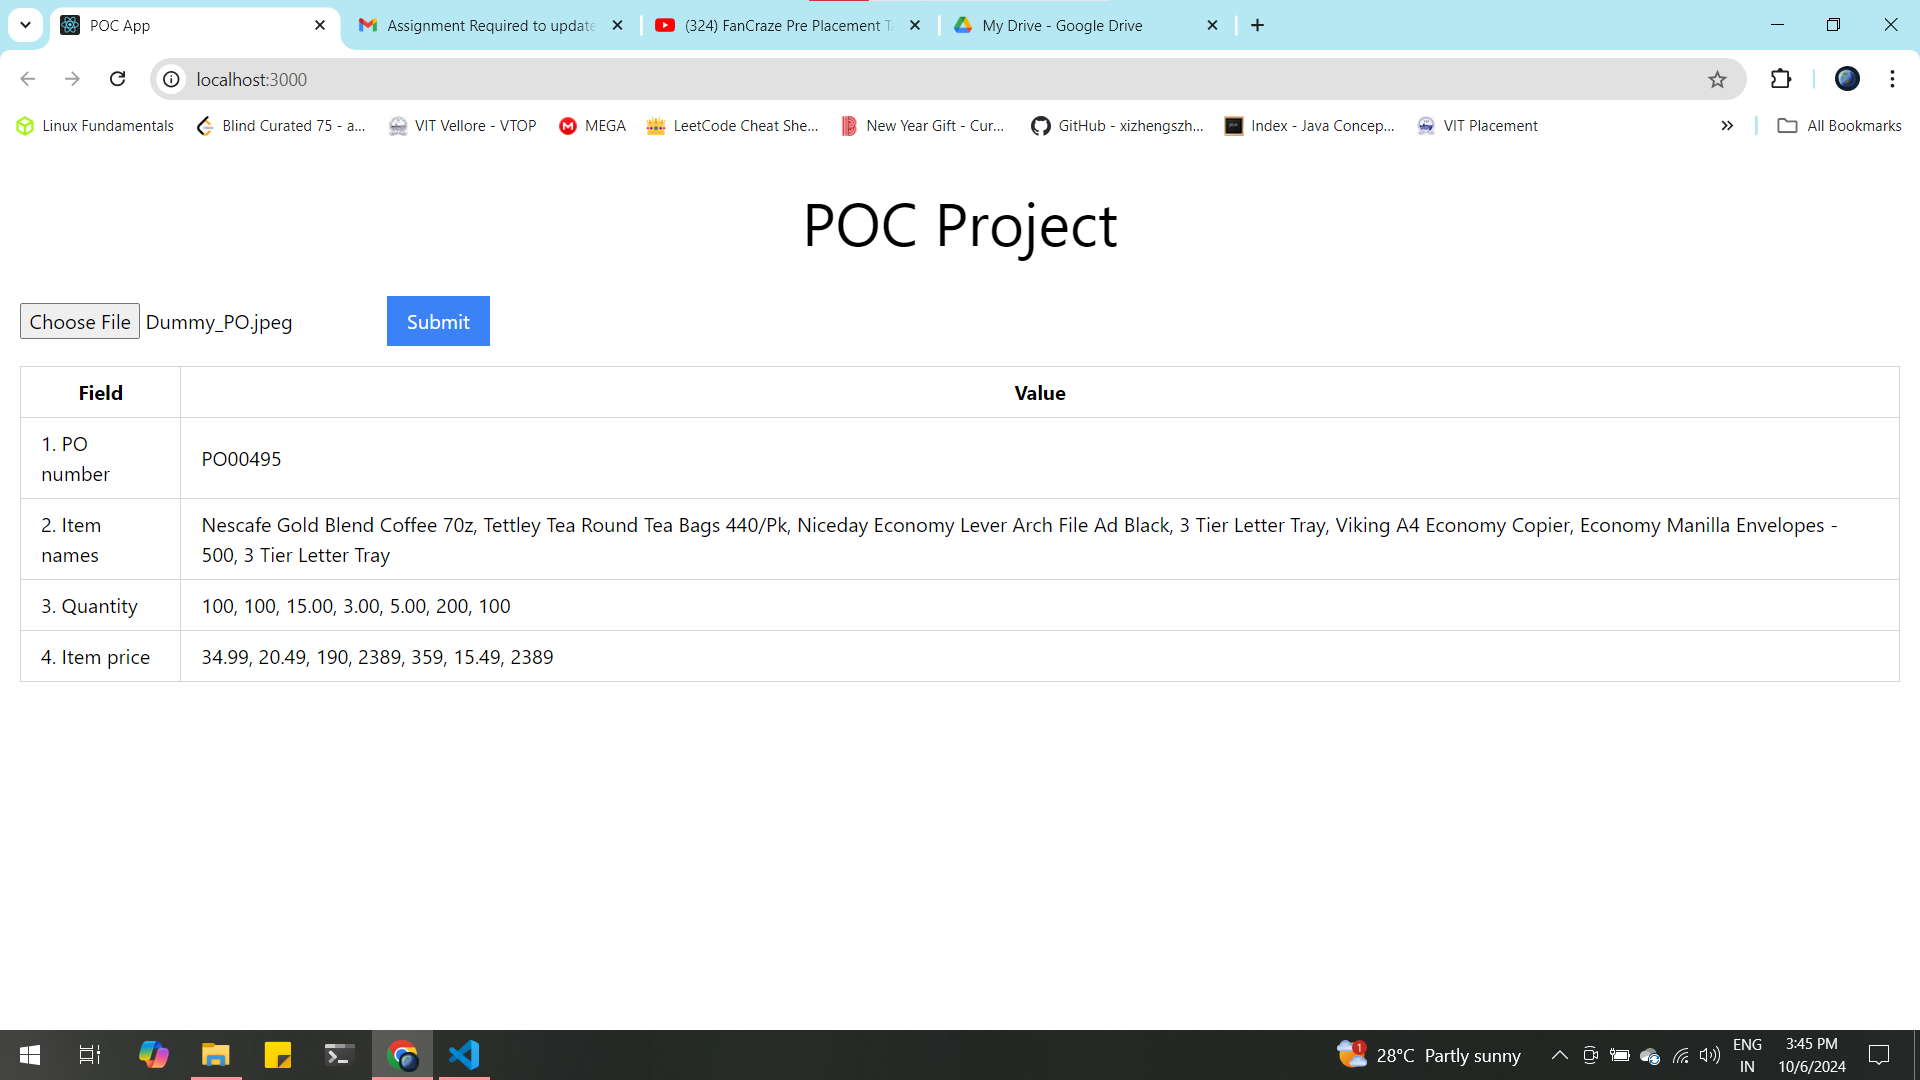 POC App
Assignment Required to update
(324) FanCraze Pre Placement Ta
My Drive - Google Drive
localhost:3000
Linux Fundamentals
Blind Curated 75 - a...
VIT Vellore - VTOP
MEGA
LeetCode Cheat She...
New Year Gift - Cur...
GitHub - xizhengszh...
Index - Java Concep...
VIT Placement
All Bookmarks
POC Project
Choose File Dummy_PO.jpeg
Submit
Field Value
1. PO
number
PO00495
2. Item
names
Nescafe Gold Blend Coffee 70z, Tettley Tea Round Tea Bags 440/Pk, Niceday Economy Lever Arch File Ad Black, 3 Tier Letter Tray, Viking A4 Economy Copier, Economy Manilla Envelopes -
500, 3 Tier Letter Tray
3. Quantity 100, 100, 15.00, 3.00, 5.00, 200, 100
4. Item price 34.99, 20.49, 190, 2389, 359, 15.49, 2389
1
28°C Partly sunny
ENG
IN
3:45 PM
10/6/2024